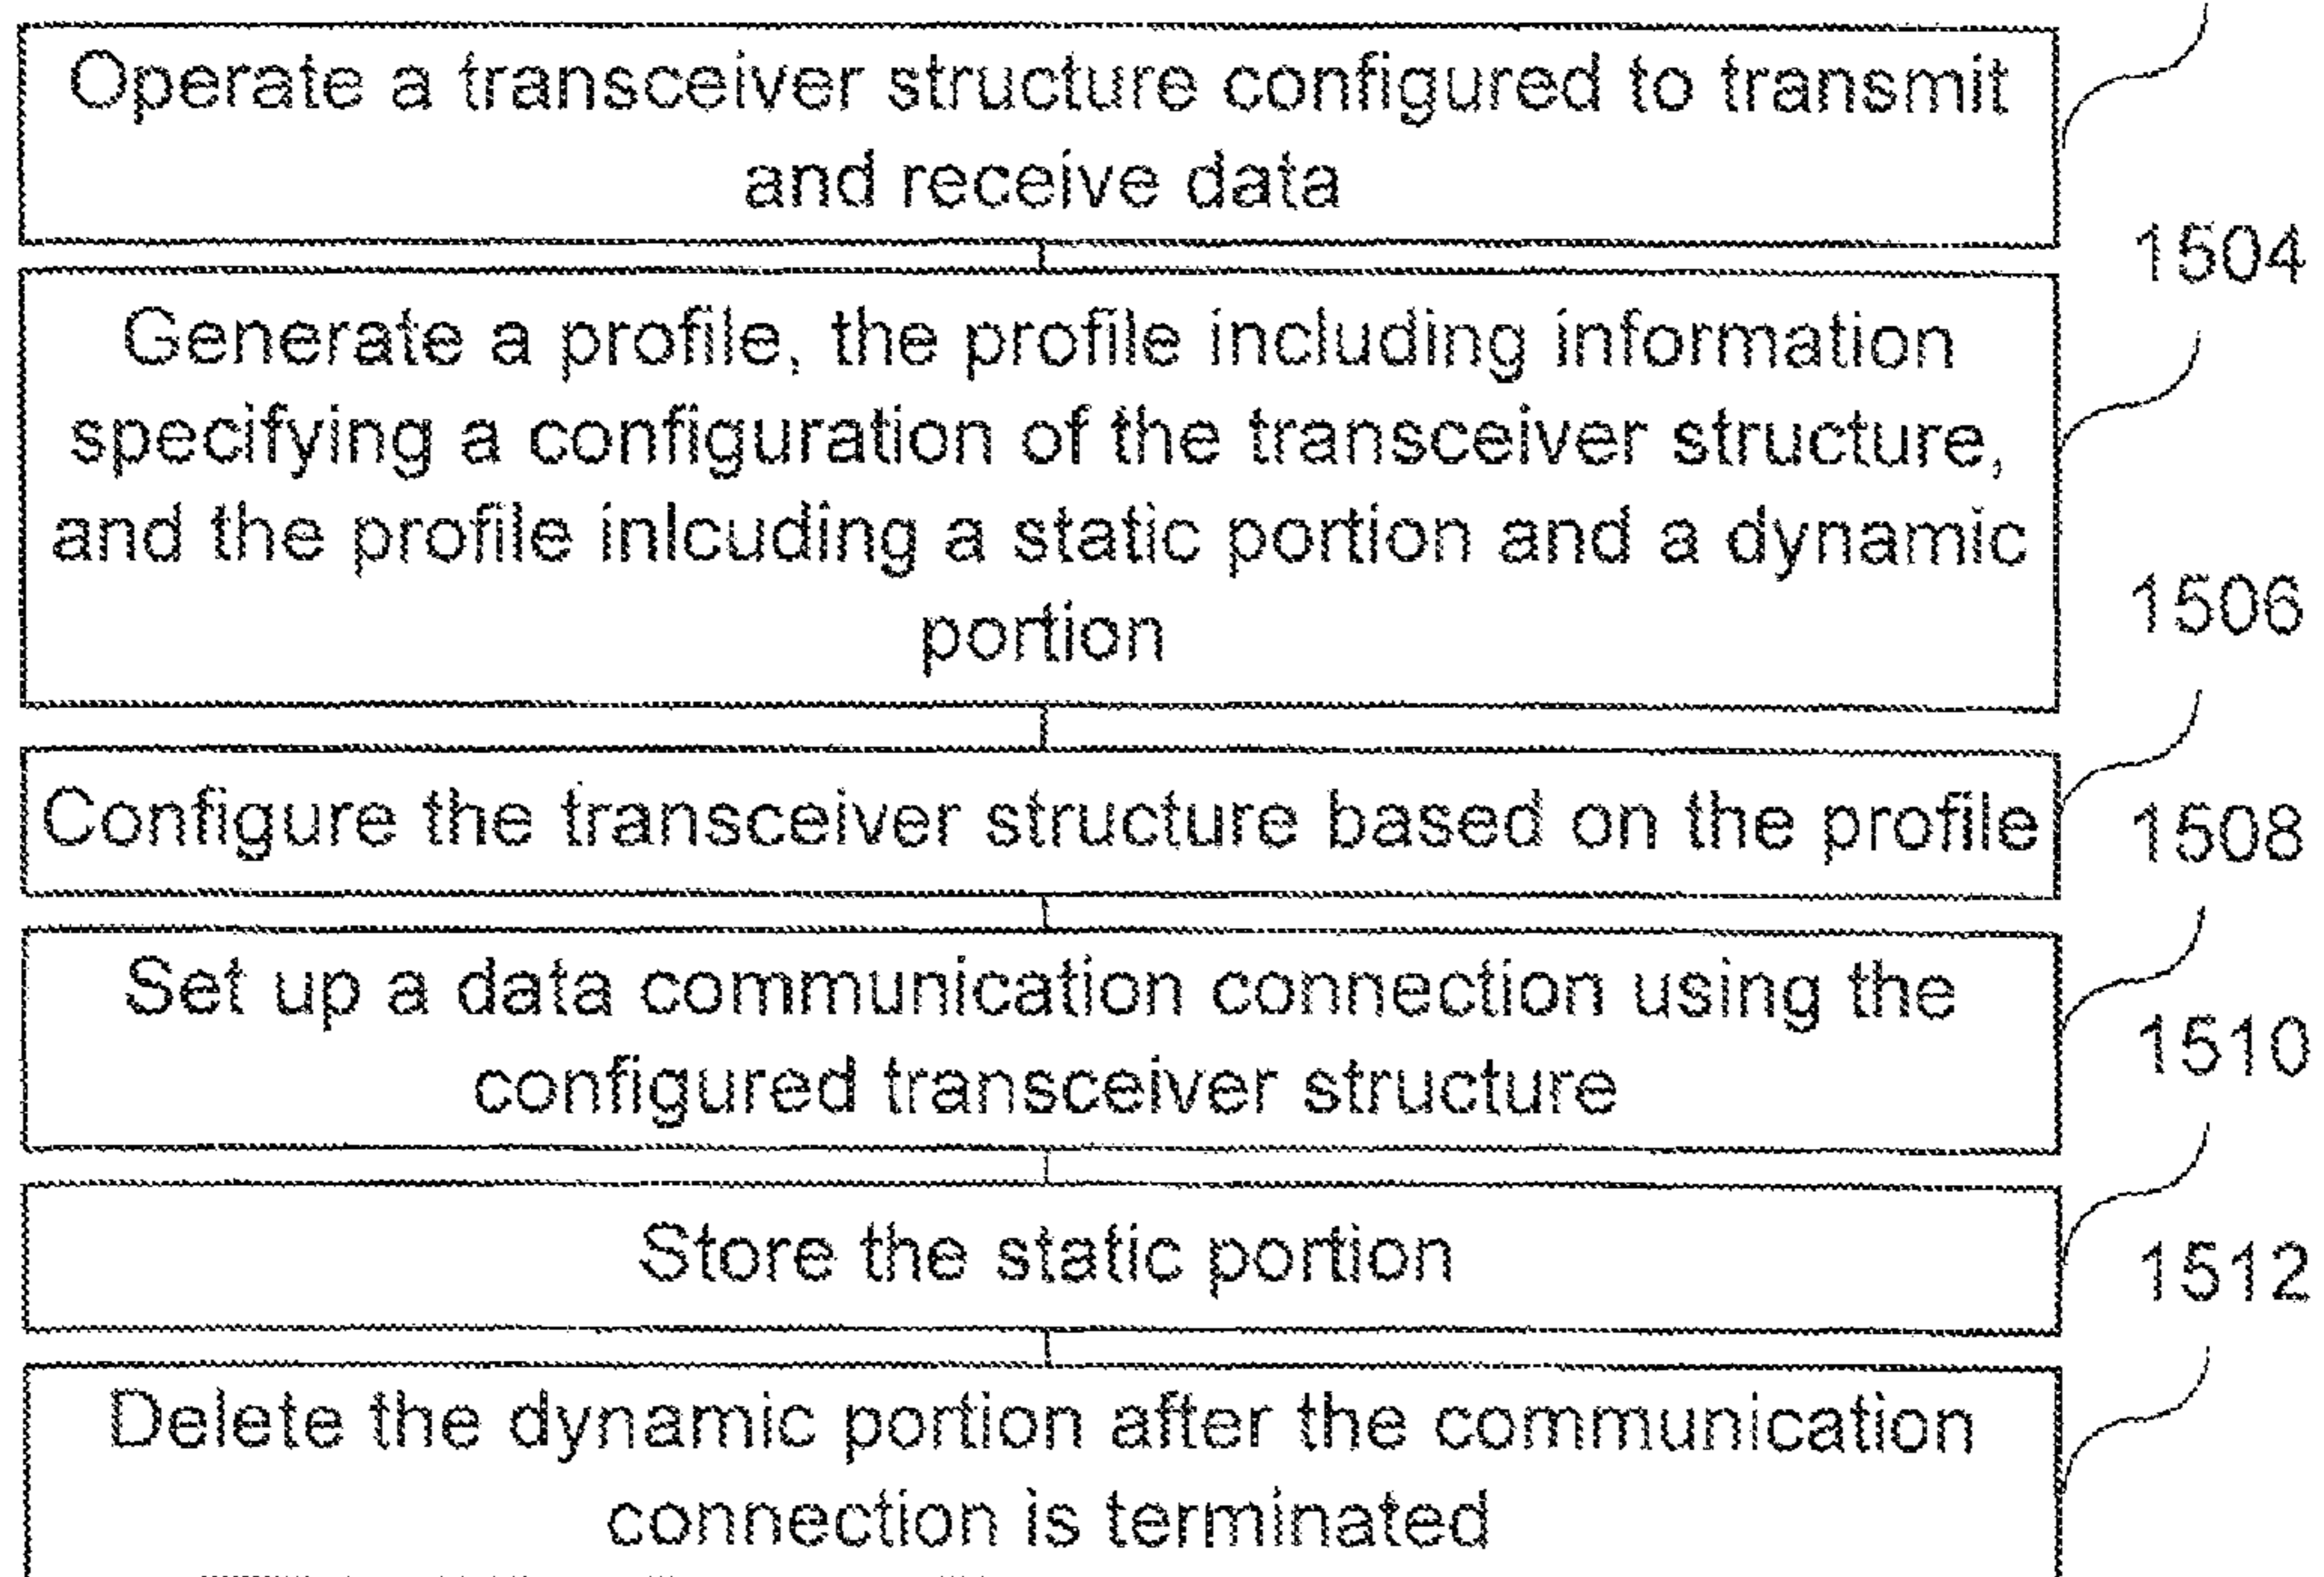 Operate a transceiver structure configured to transmit
and receive data
1504
Generate a profile, the profile including information
specifying a configuration of the transceiver structure,
and the profile inlcuding a static portion and a dynamic
portion
1506
Configure the transceiver structure based on the profile
1508
Set up a data communication connection using the
configured transceiver structure
1510
Store the static portion
1512
Delete the dynamic portion after the communication
connection is terminated